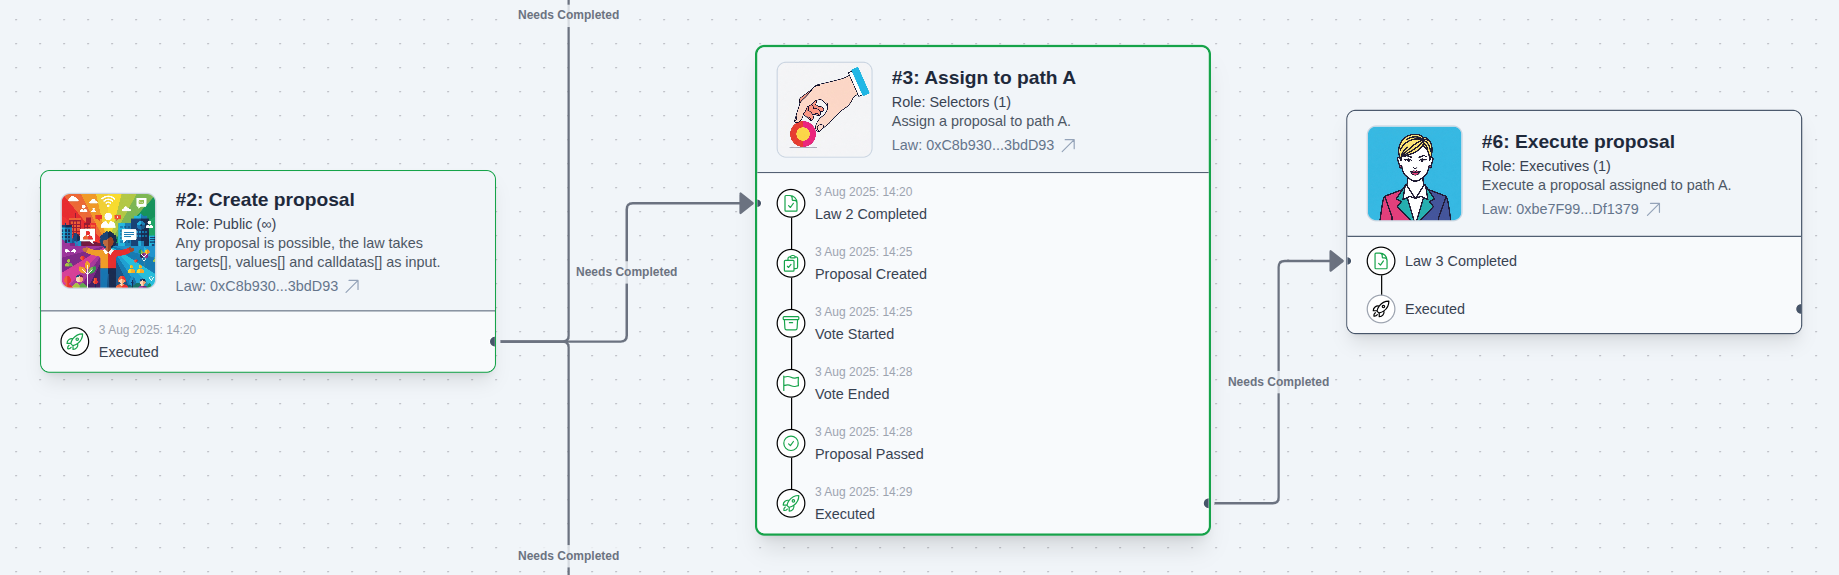 Needs Completed
#2: Create proposal
Role: Public (∞)
Any proposal is possible, the law takes
targets[], values[] and calldatas[] as input.
Law: 0xC8b930...3bdD93
3 Aug 2025: 14:20
Executed
Needs Completed
Needs Completed
#3: Assign to path A
Role: Selectors (1)
Assign a proposal to path A.
Law: 0xC8b930...3bdD93
3 Aug 2025: 14:20
Law 2 Completed
3 Aug 2025: 14:25
Proposal Created
3 Aug 2025: 14:25
Vote Started
3 Aug 2025: 14:28
Vote Ended
3 Aug 2025: 14:28
Proposal Passed
3 Aug 2025: 14:29
Executed
Needs Completed
#6: Execute proposal
Role: Executives (1)
Execute a proposal assigned to path A.
Law: 0xbe7F99...Df1379
Law 3 Completed
Executed